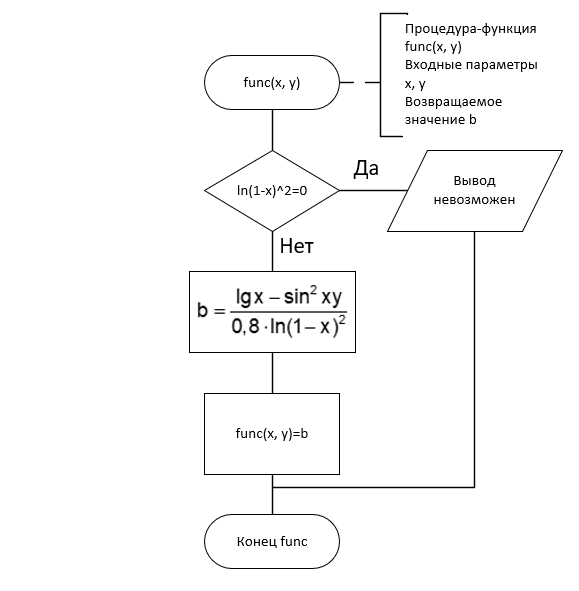 Процедура-функция
func(x, y)
Входные параметры
x, y
Возвращаемое
значение b
func(x, y)
ln(1-x)^2=0
Да
Вывод
невозможен
Нет
b = (lgx − sin² xy) / (0,8 · ln(1 − x)²)
func(x, y)=b
Конец func